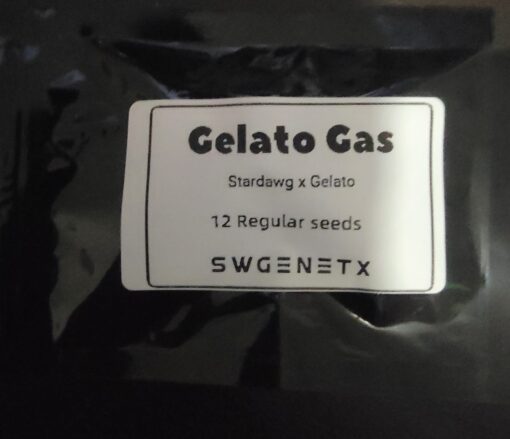 Gelato Gas
Stardawg x Gelato
12 Regular seeds
SWGENETX